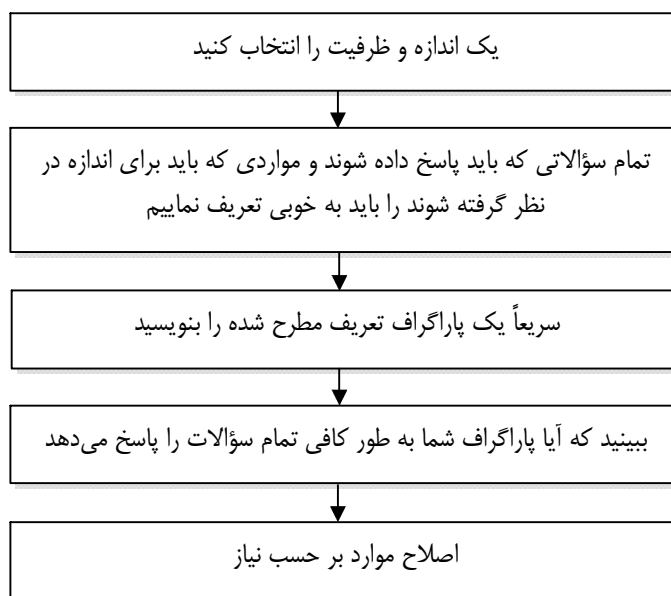 یک اندازه و ظرفیت را انتخاب کنید
تمام سؤالاتی که باید پاسخ داده شوند و مواردی که باید برای اندازه در
نظر گرفته شوند را باید به خوبی تعریف نماییم
سریعاً یک پاراگراف تعریف مطرح شده را بنویسید
ببینید که آیا پاراگراف شما به طور کافی تمام سؤالات را پاسخ می‌دهد
اصلاح موارد بر حسب نیاز